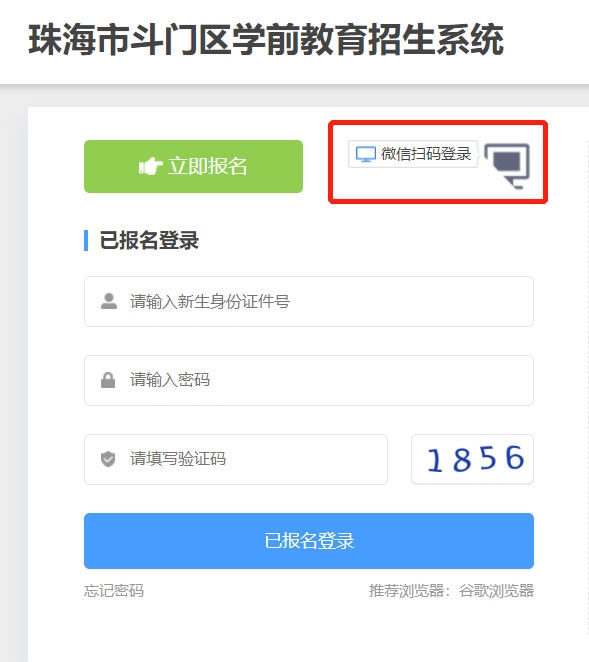 珠海市斗门区学前教育招生系统
立即报名
微信扫码登录
已报名登录
请输入新生身份证件号
请输入密码
请填写验证码
1856
已报名登录
忘记密码
推荐浏览器：谷歌浏览器